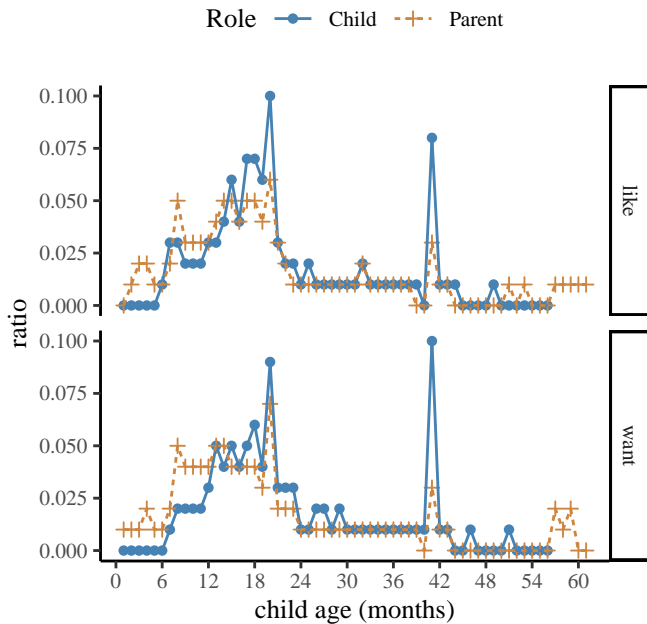 Role Child Parent
0.100
0.075
0.050
0.025
0.000
like
0.100
0.075
0.050
0.025
0.000
want
ratio
0 6 12 18 24 30 36 42 48 54 60
child age (months)